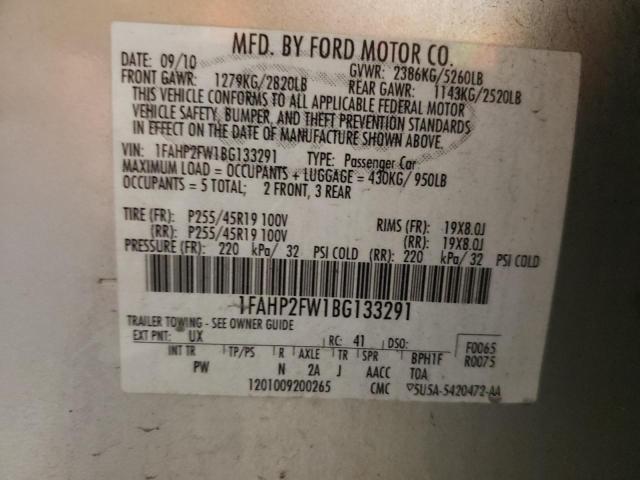 MFD. BY FORD MOTOR CO.
DATE: 09/10 GVWR: 2386KG/5260LB
FRONT GAWR: 1279KG/2820LB REAR GAWR: 1143KG/2520LB
THIS VEHICLE CONFORMS TO ALL APPLICABLE FEDERAL MOTOR
VEHICLE SAFETY, BUMPER, AND THEFT PREVENTION STANDARDS
IN EFFECT ON THE DATE OF MANUFACTURE SHOWN ABOVE.
VIN: 1FAHP2FW1BG133291 TYPE: Passenger Car
MAXIMUM LOAD = OCCUPANTS + LUGGAGE = 430KG/ 950LB
OCCUPANTS = 5 TOTAL; 2 FRONT, 3 REAR
TIRE (FR): P255/45R19 100V RIMS (FR): 19X8.0J
(RR): P255/45R19 100V (RR): 19X8.0J
PRESSURE (FR): 220 kPa/ 32 PSI COLD (RR): 220 kPa/ 32 PSI COLD
1FAHP2FW1BG133291
TRAILER TOWING - SEE OWNER GUIDE
EXT PNT: UX RC: 41 DSO: F0065
INT TR TP/PS R AXLE TR SPR BPH1F R0075
PW N 2A J AACC TOA
1201009200265 CMC ▽5U5A-5420472-AA